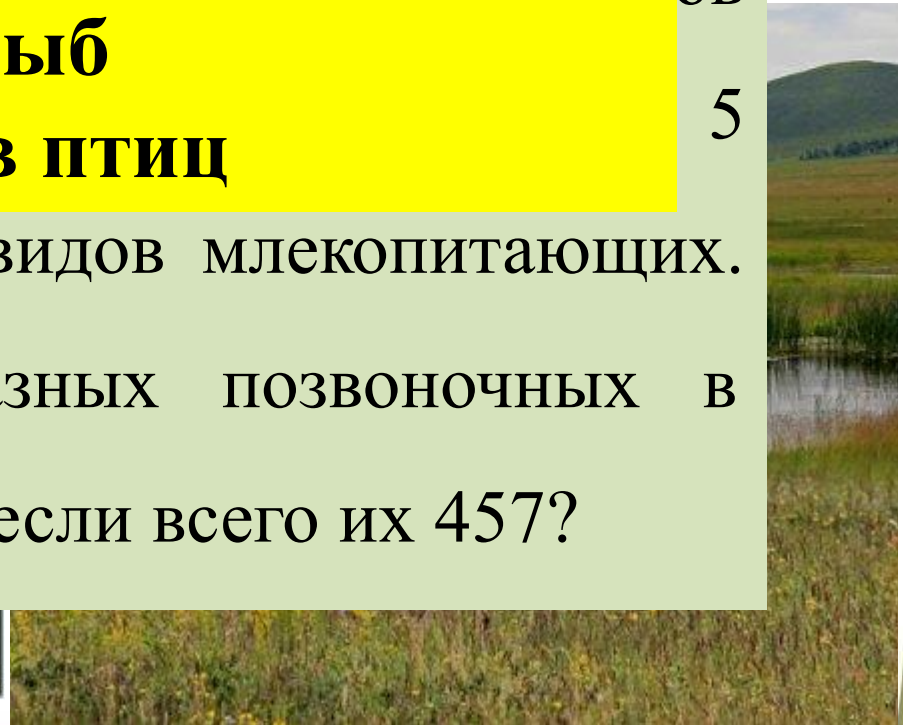 ыб
5
в птиц
видов млекопитающих.
зных позвоночных в
если всего их 457?